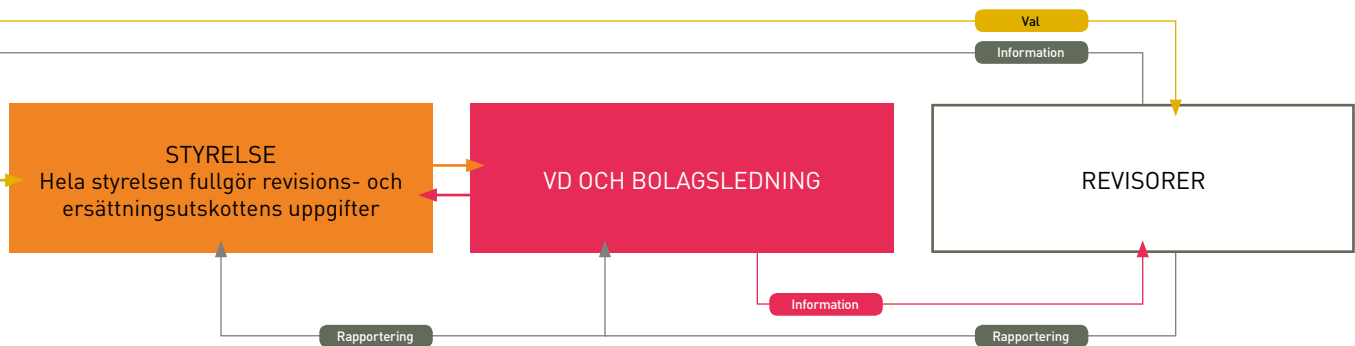 Val
Information
STYRELSE
Hela styrelsen fullgör revisions- och
ersättningsutskottens uppgifter
VD OCH BOLAGSLEDNING
REVISORER
Information
Rapportering
Rapportering